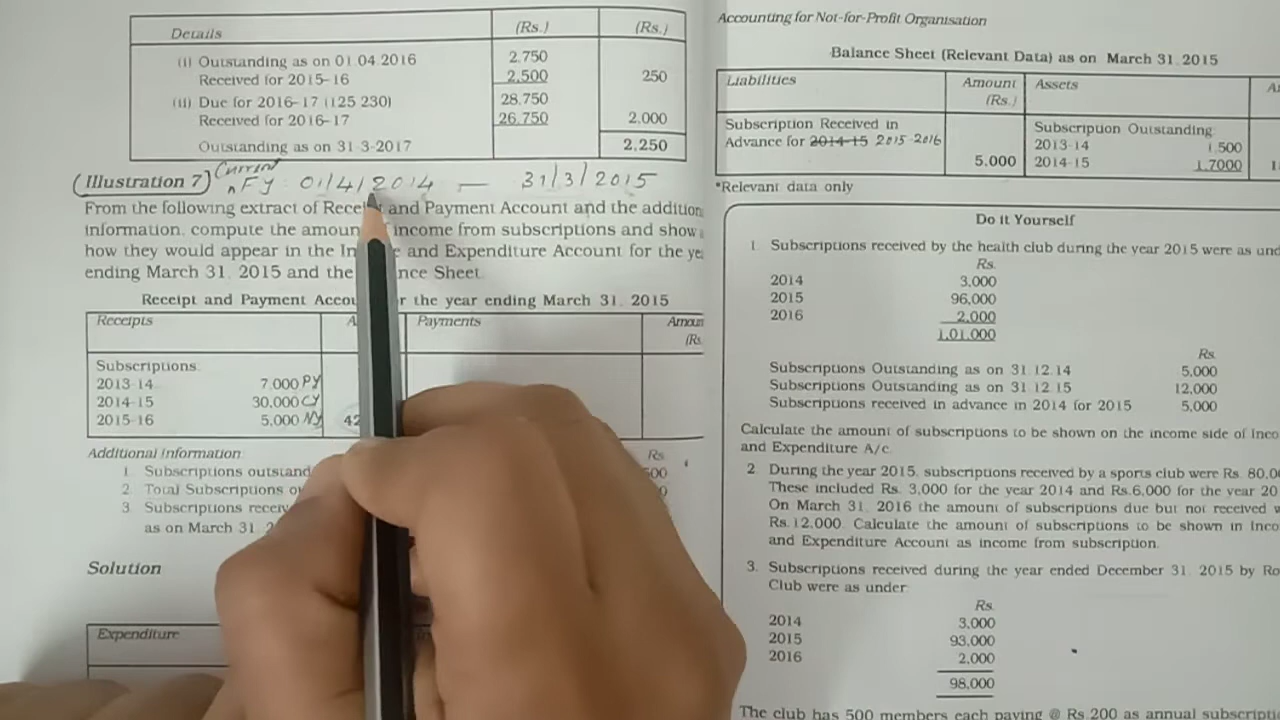 Details (Rs.) (Rs.)
(i) Outstanding as on 01.04.2016 2.750
Received for 2015-16 2.500 250
(ii) Due for 2016-17 (125 230) 28.750
Received for 2016-17 26.750 2.000
Outstanding as on 31 3-2017 2,250
Current
Illustration 7 FY 01/4/2014 — 31/3/2015
From the following extract of and Payment Account and the
information, compute the income from subscriptions and show
how they would appear in the and Expenditure Account for the
ending March 31. 2015 and the Sheet
Receipt and Payment the year ending March 31. 2015
Receipts Payments
(Rs.
Subscriptions
2013-14 7,000 PY
2014-15 30,000 CY
2015-16 5,000 NY 42
Additional information Rs
1. Subscriptions
2. Total Subscriptions
3. Subscriptions
as on March 31.
Solution
Expenditure
Accounting for Not-for-Profit Organisation
Balance Sheet (Relevant Data) as on March 31. 2015
Liabilities Amount Assets
(Rs.)
Subscription Received in Subscription Outstanding
Advance for 2014-15 2015-2016 2013-14 1.500
5.000 2014-15 1.7000
*Relevant data only
Do it Yourself
1. Subscriptions received by the health club during the year 2015 were as
Rs.
2014 3.000
2015 96,000
2016 2.000
1.01.000
Rs.
Subscriptions Outstanding as on 31.12.14 5,000
Subscriptions Outstanding as on 31.12.15 12,000
Subscriptions received in advance in 2014 for 2015 5,000
Calculate the amount of subscriptions to be shown on the income side of
and Expenditure A/c.
2. During the year 2015, subscriptions received by a sports club were Rs.
These included Rs. 3,000 for the year 2014 and Rs.6,000 for the year
On March 31. 2016 the amount of subscriptions due but not received
Rs.12.000. Calculate the amount of subscriptions to be shown in
and Expenditure Account as income from subscription.
3. Subscriptions received during the year ended December 31. 2015 by
Club were as under:
Rs.
2014 3.000
2015 93,000
2016 2,000
98,000
The club has 500 members each paying @ Rs.200 as annual